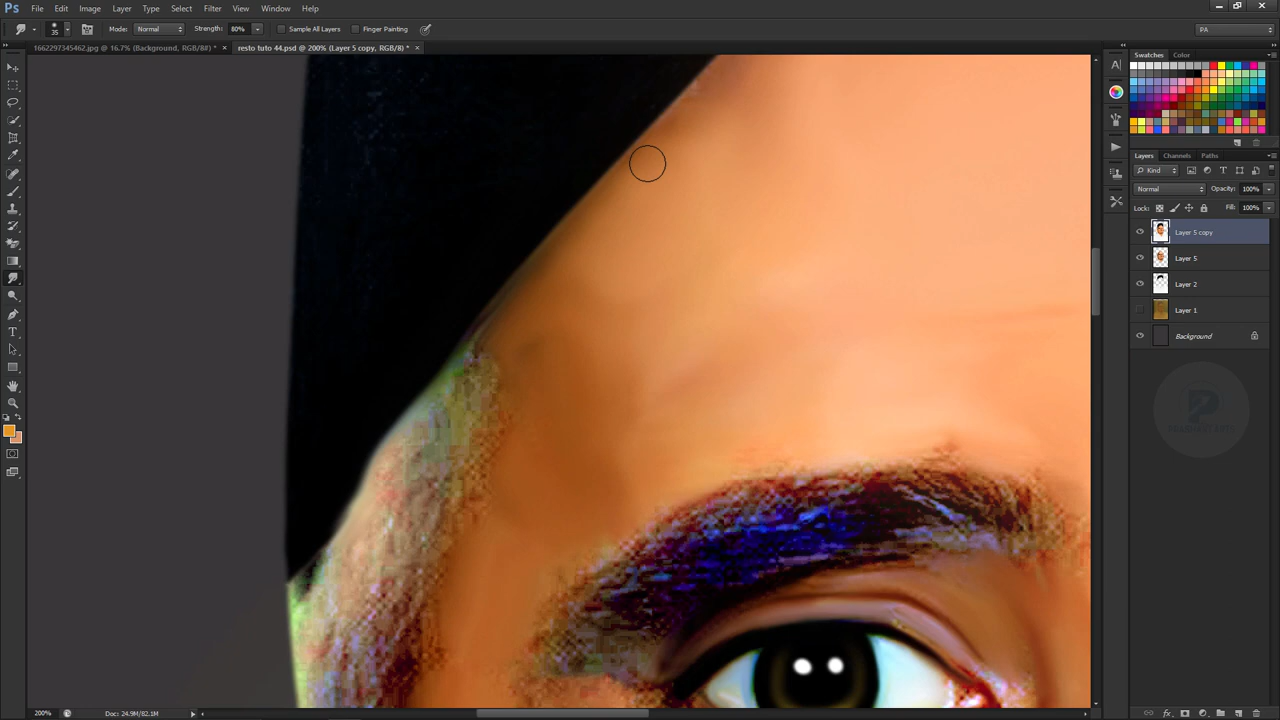 Ps File Edit Image Layer Type Select Filter 3D View Window Help
35 Mode: Normal Strength: 80% Sample All Layers Finger Painting PA
1662297345462.jpg @ 16.7% (Background, RGB/8#) * × resto tuto 44.psd @ 200% (Layer 5 copy, RGB/8) * ×
Swatches Color
Layers Channels Paths
Kind
Normal Opacity: 100%
Lock: Fill: 100%
Layer 5 copy
Layer 5
Layer 2
Layer 1
Background
200% Doc: 24.9M/82.1M